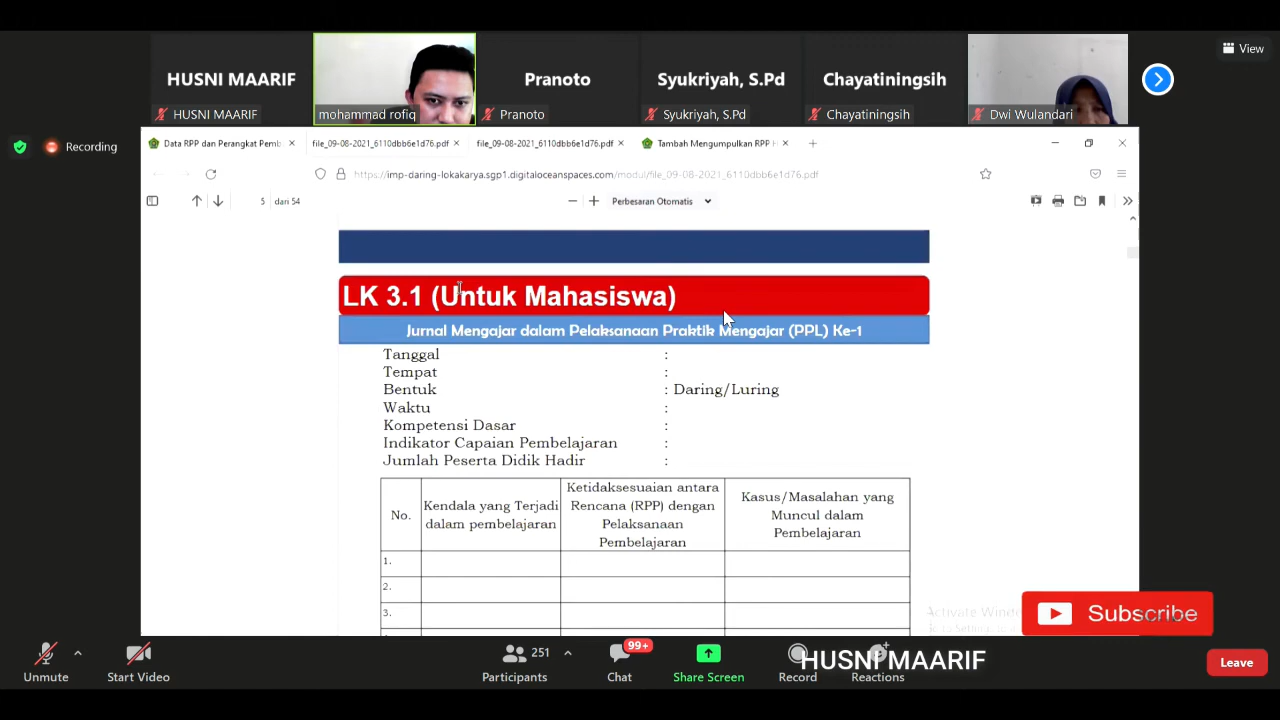 HUSNI MAARIF
Pranoto
Syukriyah, S.Pd
Chayatiningsih
View
HUSNI MAARIF
mohammad rofiq
Pranoto
Syukriyah, S.Pd
Chayatiningsih
Dwi Wulandari
Recording
Data RPP dan Perangkat Pemb
file_09-08-2021_6110dbb6e1d76.pdf
file_09-08-2021_6110dbb6e1d76.pdf
Tambah Mengumpulkan RPP
https://imp-daring-lokakarya.sgp1.digitaloceanspaces.com/modul/file_09-08-2021_6110dbb6e1d76.pdf
5 dari 54
Perbesaran Otomatis
LK 3.1 (Untuk Mahasiswa)
Jurnal Mengajar dalam Pelaksanaan Praktik Mengajar (PPL) Ke-1
Tanggal :
Tempat :
Bentuk : Daring/Luring
Waktu :
Kompetensi Dasar :
Indikator Capaian Pembelajaran :
Jumlah Peserta Didik Hadir :
No.
Kendala yang Terjadi
dalam pembelajaran
Ketidaksesuaian antara
Rencana (RPP) dengan
Pelaksanaan
Pembelajaran
Kasus/Masalahan yang
Muncul dalam
Pembelajaran
1.
2.
3.
Activate
Subscribe
HUSNI MAARIF
Unmute
Start Video
251
Participants
99+
Chat
Share Screen
Record
Reactions
Leave